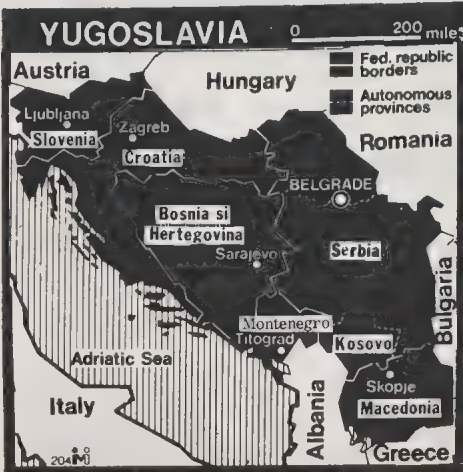 YUGOSLAVIA
0 200 miles
Fed. republic
borders
Autonomous
provinces
Austria
Hungary
Romania
Ljubljana
Slovenia
Zagreb
Croatia
BELGRADE
Bosnia si
Hertegovina
Serbia
Sarajevo
Bulgaria
Montenegro
Titograd
Kosovo
Adriatic Sea
Skopje
Macedonia
Italy
Albania
Greece
204